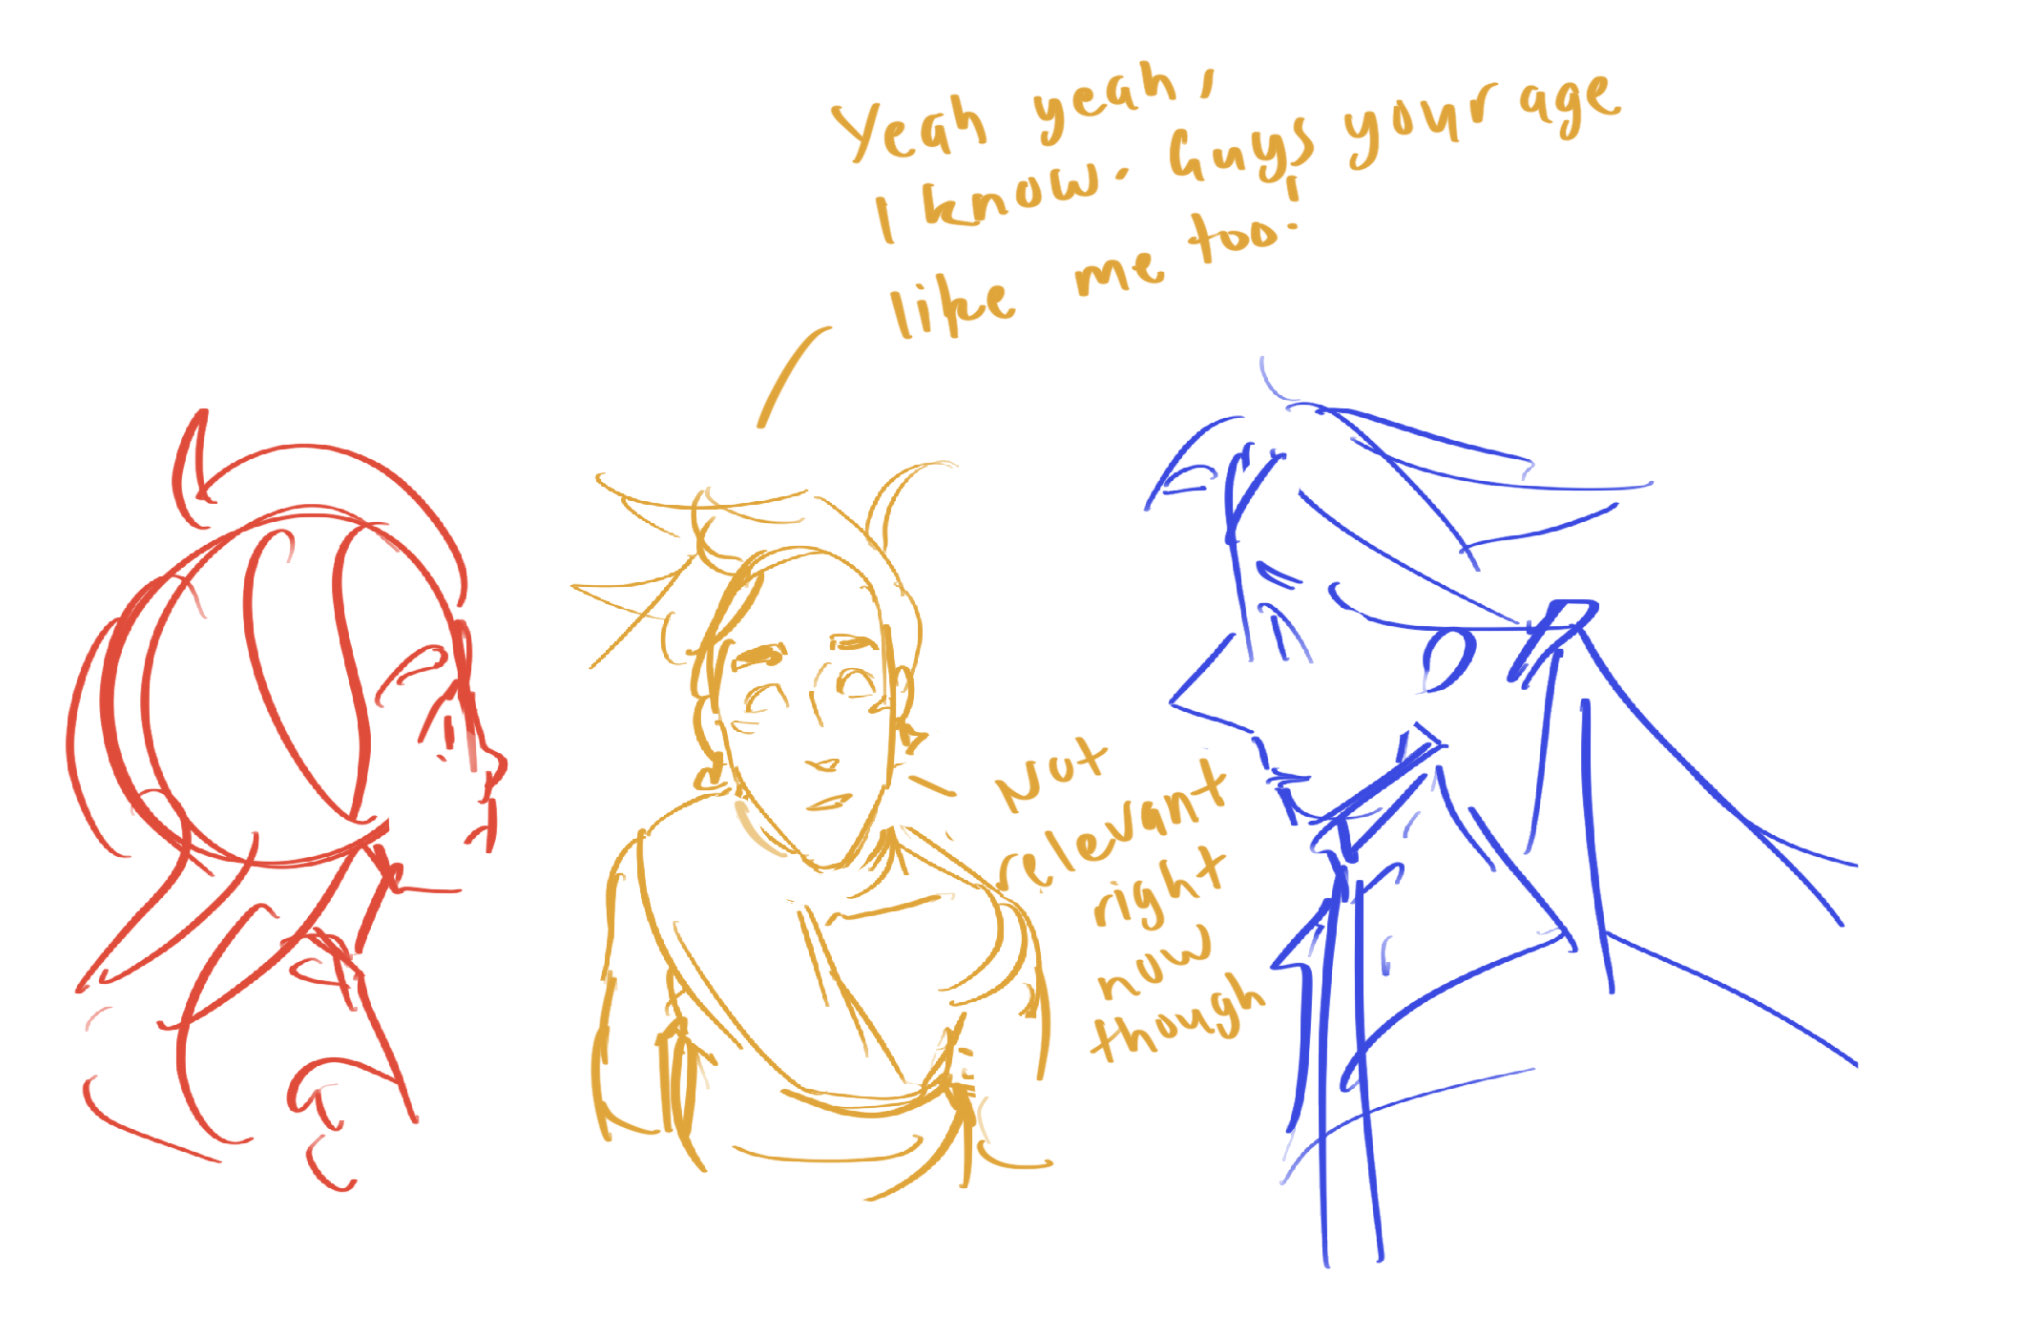 Yeah yeah,
I know. Guys your age
like me too!
Not
relevant
right
now
though